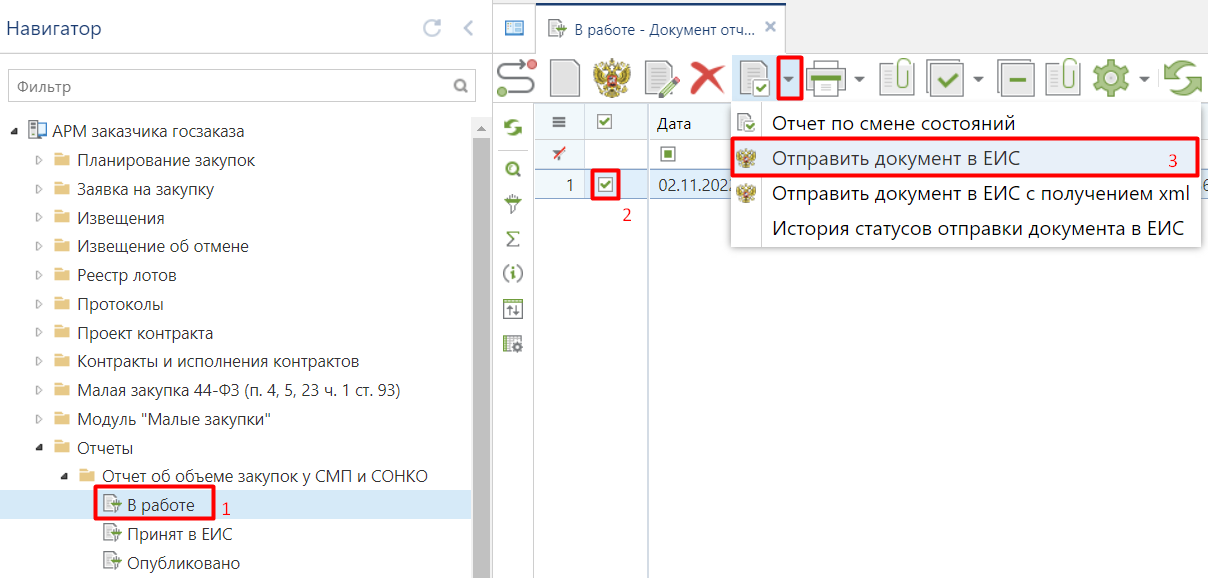 Навигатор
В работе - Документ отч...
Фильтр
АРМ заказчика госзаказа
Планирование закупок
Заявка на закупку
Извещения
Извещение об отмене
Реестр лотов
Протоколы
Проект контракта
Контракты и исполнения контрактов
Малая закупка 44-ФЗ (п. 4, 5, 23 ч. 1 ст. 93)
Модуль "Малые закупки"
Отчеты
Отчет об объеме закупок у СМП и СОНКО
В работе 1
Принят в ЕИС
Опубликовано
Дата
1 02.11.202
2
Отчет по смене состояний
Отправить документ в ЕИС 3
Отправить документ в ЕИС с получением xml
История статусов отправки документа в ЕИС